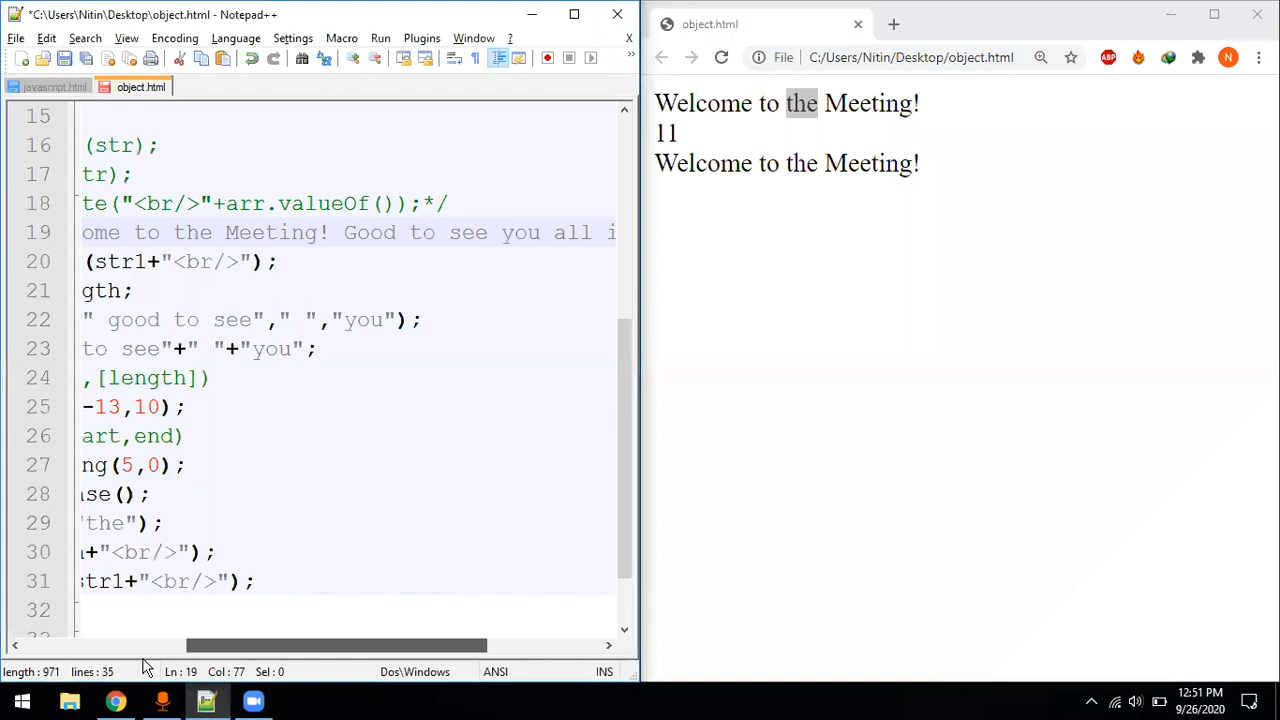 *C:\Users\Nitin\Desktop\object.html - Notepad++
File Edit Search View Encoding Language Settings Macro Run Plugins Window ? X
javascript.html object.html
15
16 (str);
17 tr);
18 te("<br/>"+arr.valueOf());*/
19 ome to the Meeting! Good to see you all i
20 (str1+"<br/>");
21 gth;
22 " good to see"," ","you");
23 to see"+" "+"you";
24 ,[length])
25 -13,10);
26 art,end)
27 ng(5,0);
28 ase();
29 "the");
30 +"<br/>");
31 str1+"<br/>");
32
33
length : 971 lines : 35 Ln : 19 Col : 77 Sel : 0 Dos\Windows ANSI INS
object.html
File C:/Users/Nitin/Desktop/object.html ABP N
Welcome to the Meeting!
11
Welcome to the Meeting!
12:51 PM
9/26/2020